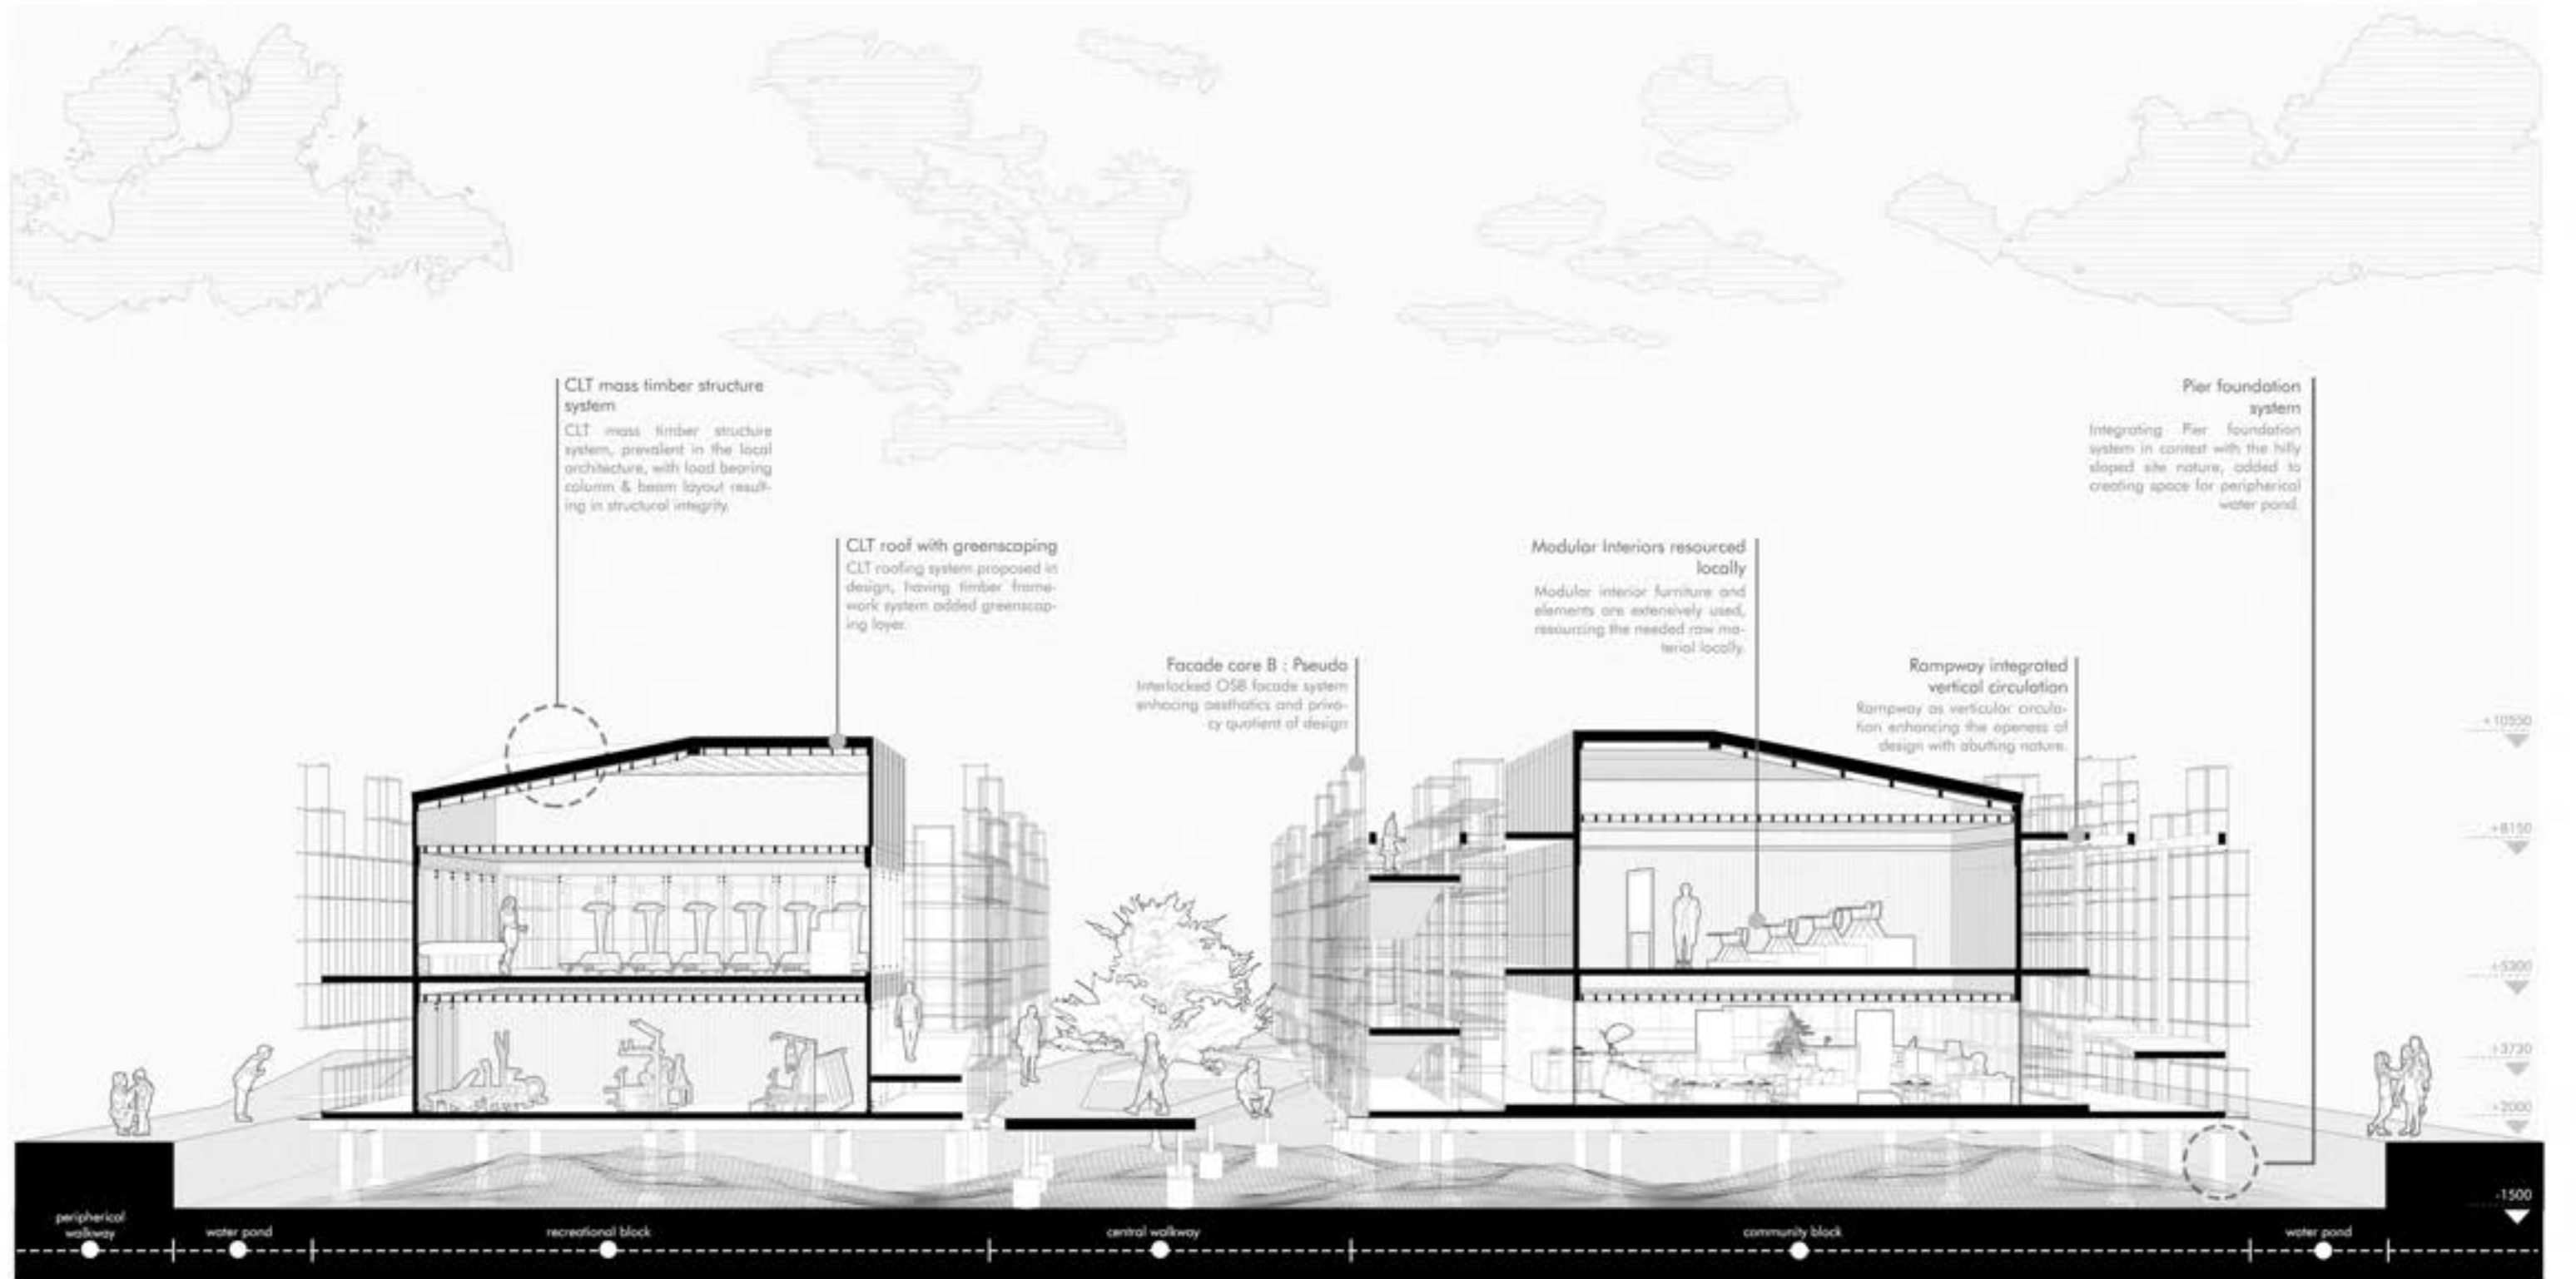 CLT mass timber structure
system
CLT mass timber structure
system, prevalent in the local
architecture, with load bearing
column & beam layout result-
ing in structural integrity.
CLT roof with greenscaping
CLT roofing system proposed in
design, having timber frame-
work system added greenscap-
ing layer.
Facade core B : Pseudo
Interlocked OSB facade system
enhacing aesthatics and priva-
cy quotient of design
Modular Interiors resourced
locally
Modular interior furniture and
elements are extensively used,
resourcing the needed raw ma-
terial locally.
Rampway integrated
vertical circulation
Rampway as verticular circula-
tion enhancing the openess of
design with abutting nature.
Pier foundation
system
Integrating Pier foundation
system in context with the hilly
sloped site nature, added to
creating space for peripherical
water pond.
+10550
+8150
+5300
+3730
+2000
-1500
peripherical
walkway
water pond
recreational block
central walkway
community block
water pond